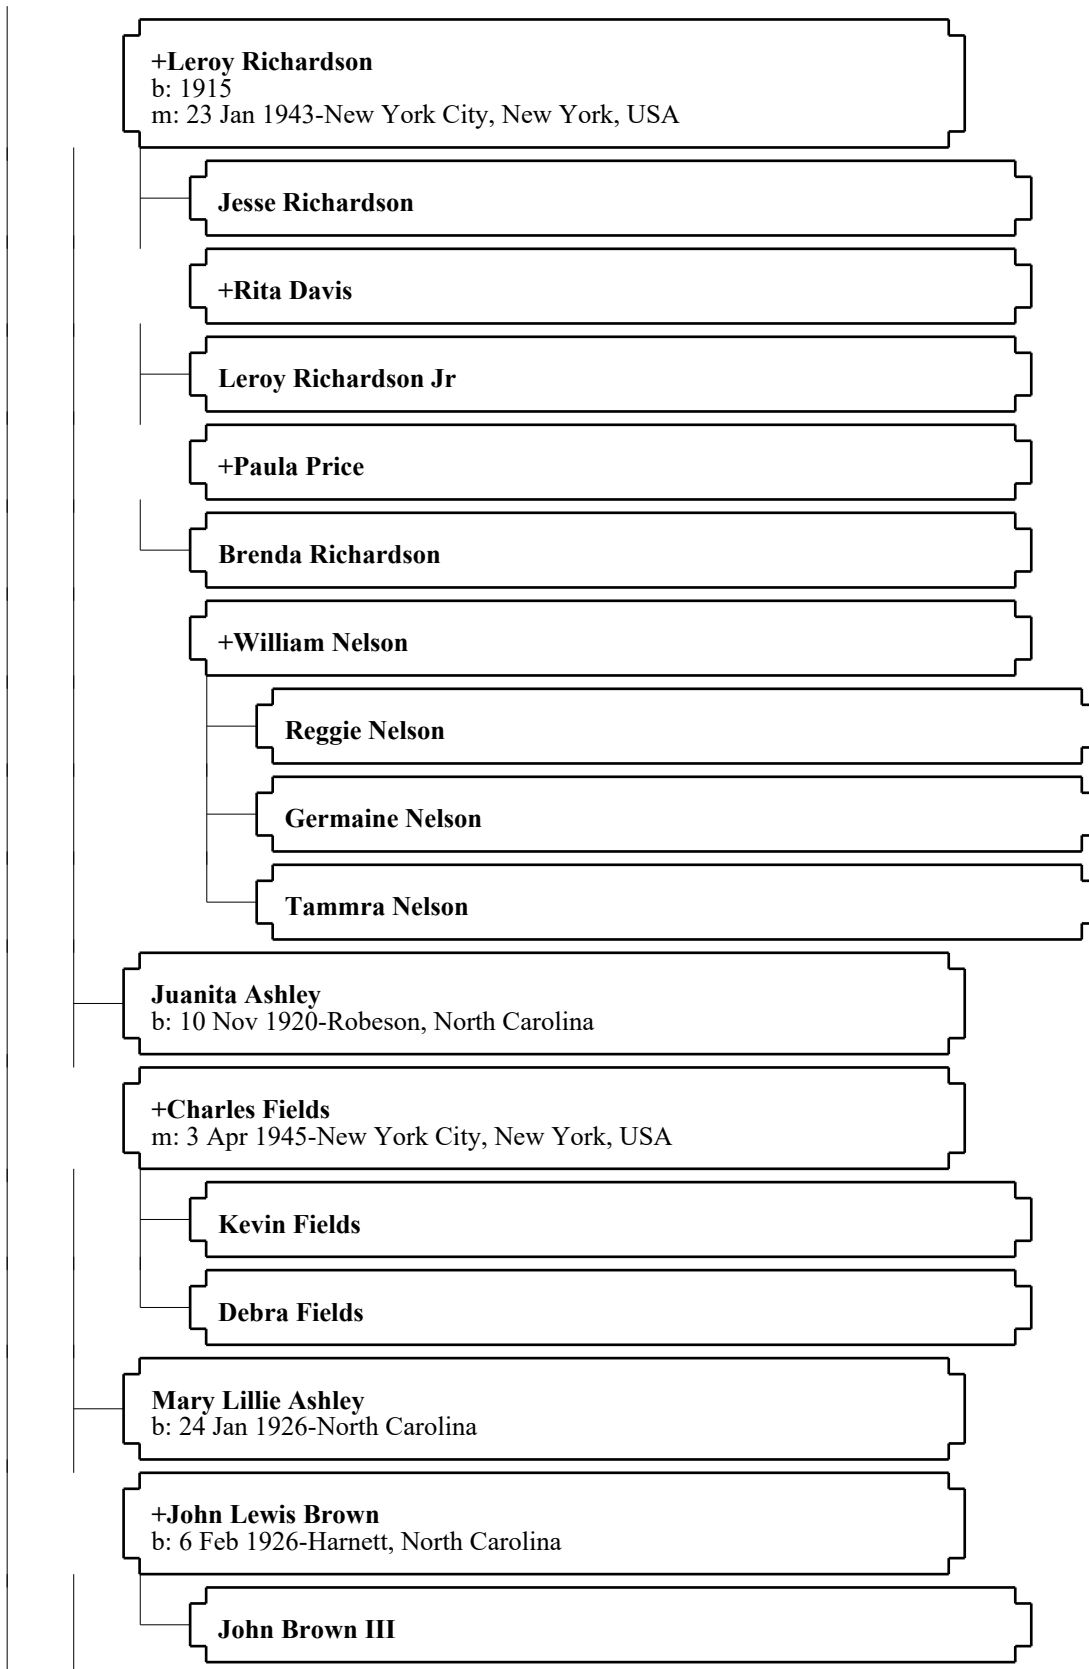 +Leroy Richardson
b: 1915
m: 23 Jan 1943-New York City, New York, USA
Jesse Richardson
+Rita Davis
Leroy Richardson Jr
+Paula Price
Brenda Richardson
+William Nelson
Reggie Nelson
Germaine Nelson
Tammra Nelson
Juanita Ashley
b: 10 Nov 1920-Robeson, North Carolina
+Charles Fields
m: 3 Apr 1945-New York City, New York, USA
Kevin Fields
Debra Fields
Mary Lillie Ashley
b: 24 Jan 1926-North Carolina
+John Lewis Brown
b: 6 Feb 1926-Harnett, North Carolina
John Brown III